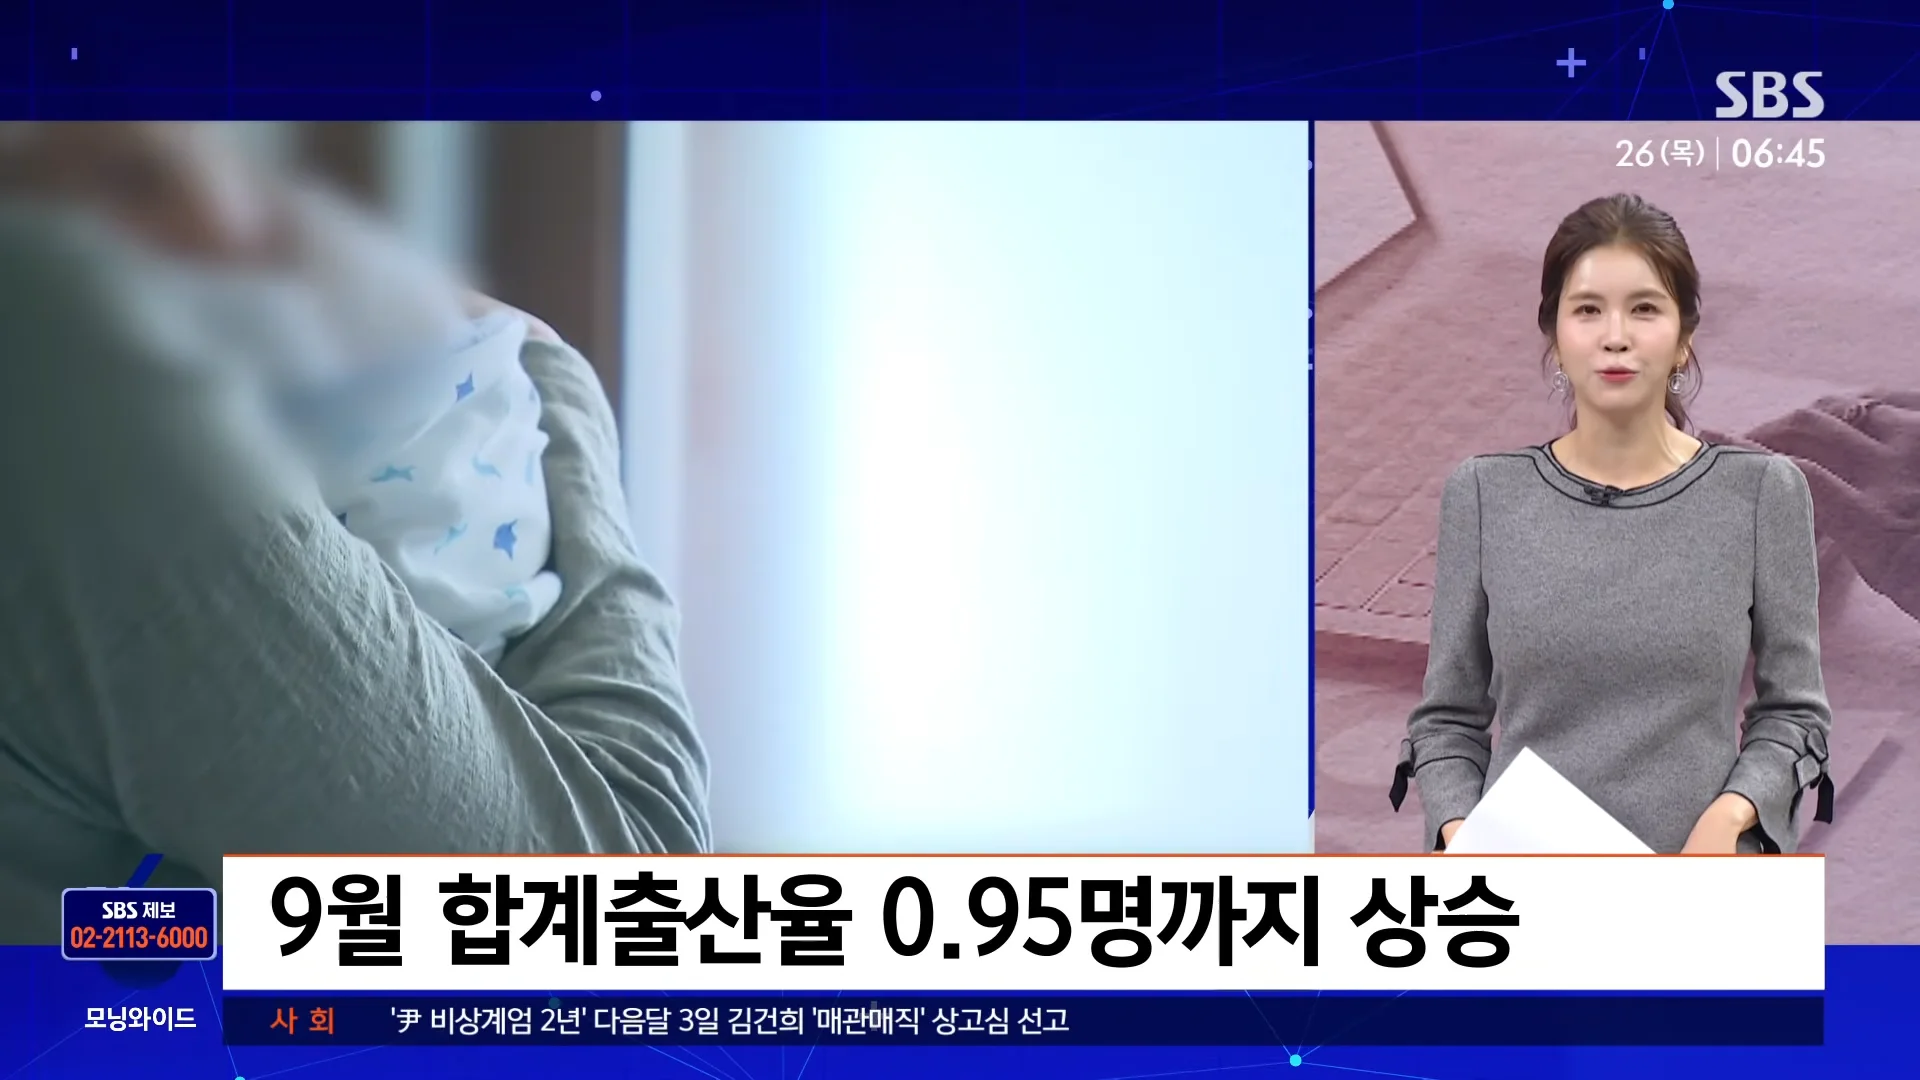 SBS
26(목) 06:45
9월 합계출산율 0.95명까지 상승
SBS 제보
02-2113-6000
모닝와이드
사 회 '尹 비상계엄 2년' 다음달 3일 김건희 '매관매직' 상고심 선고